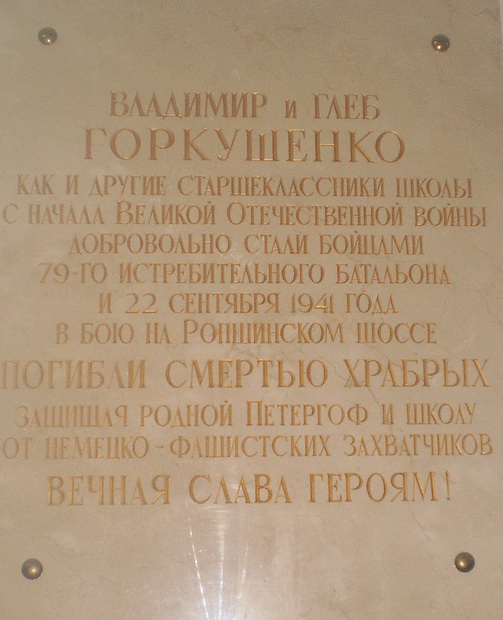 ВЛАДИМИР и ГЛЕБ
ГОРКУШЕНКО
КАК И ДРУГИЕ СТАРШЕКЛАССНИКИ ШКОЛЫ
С НАЧАЛА ВЕЛИКОЙ ОТЕЧЕСТВЕННОЙ ВОЙНЫ
ДОБРОВОЛЬНО СТАЛИ БОЙЦАМИ
79-ГО ИСТРЕБИТЕЛЬНОГО БАТАЛЬОНА
И 22 СЕНТЯБРЯ 1941 ГОДА
В БОЮ НА РОПШИНСКОМ ШОССЕ
ПОГИБЛИ СМЕРТЬЮ ХРАБРЫХ
ЗАЩИЩАЯ РОДНОЙ ПЕТЕРГОФ И ШКОЛУ
ОТ НЕМЕЦКО-ФАШИСТСКИХ ЗАХВАТЧИКОВ
ВЕЧНАЯ СЛАВА ГЕРОЯМ!